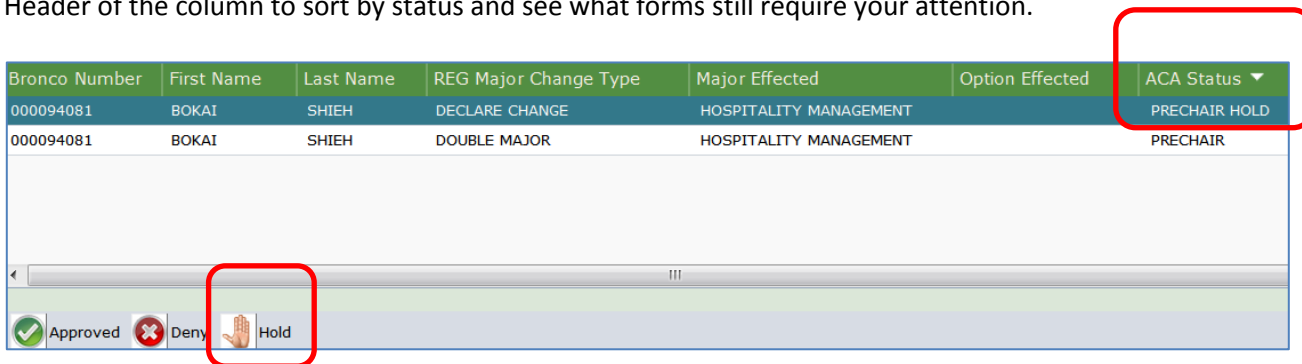 Header of the column to sort by status and see what forms still require your attention.
Bronco Number First Name Last Name REG Major Change Type Major Effected Option Effected ACA Status
000094081 BOKAI SHIEH DECLARE CHANGE HOSPITALITY MANAGEMENT PRECHAIR HOLD
000094081 BOKAI SHIEH DOUBLE MAJOR HOSPITALITY MANAGEMENT PRECHAIR
Approved Deny Hold